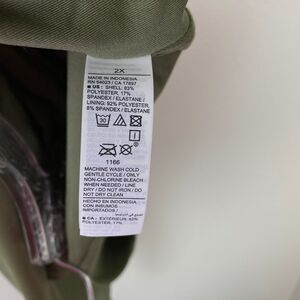 2X
MADE IN INDONESIA
RN 54023 / CA 17897
■ US : SHELL: 83%
POLYESTER, 17%
SPANDEX / ELASTANE /
LINING: 92% POLYESTER,
8% SPANDEX / ELASTANE
30
1166
MACHINE WASH COLD
GENTLE CYCLE / ONLY
NON-CHLORINE BLEACH
WHEN NEEDED / LINE
DRY / DO NOT IRON / DO
NOT DRY CLEAN
HECHO EN INDONESIA
IMPORTADOS /
■ CA : EXTERIEUR: 83%
POLYESTER, 17%